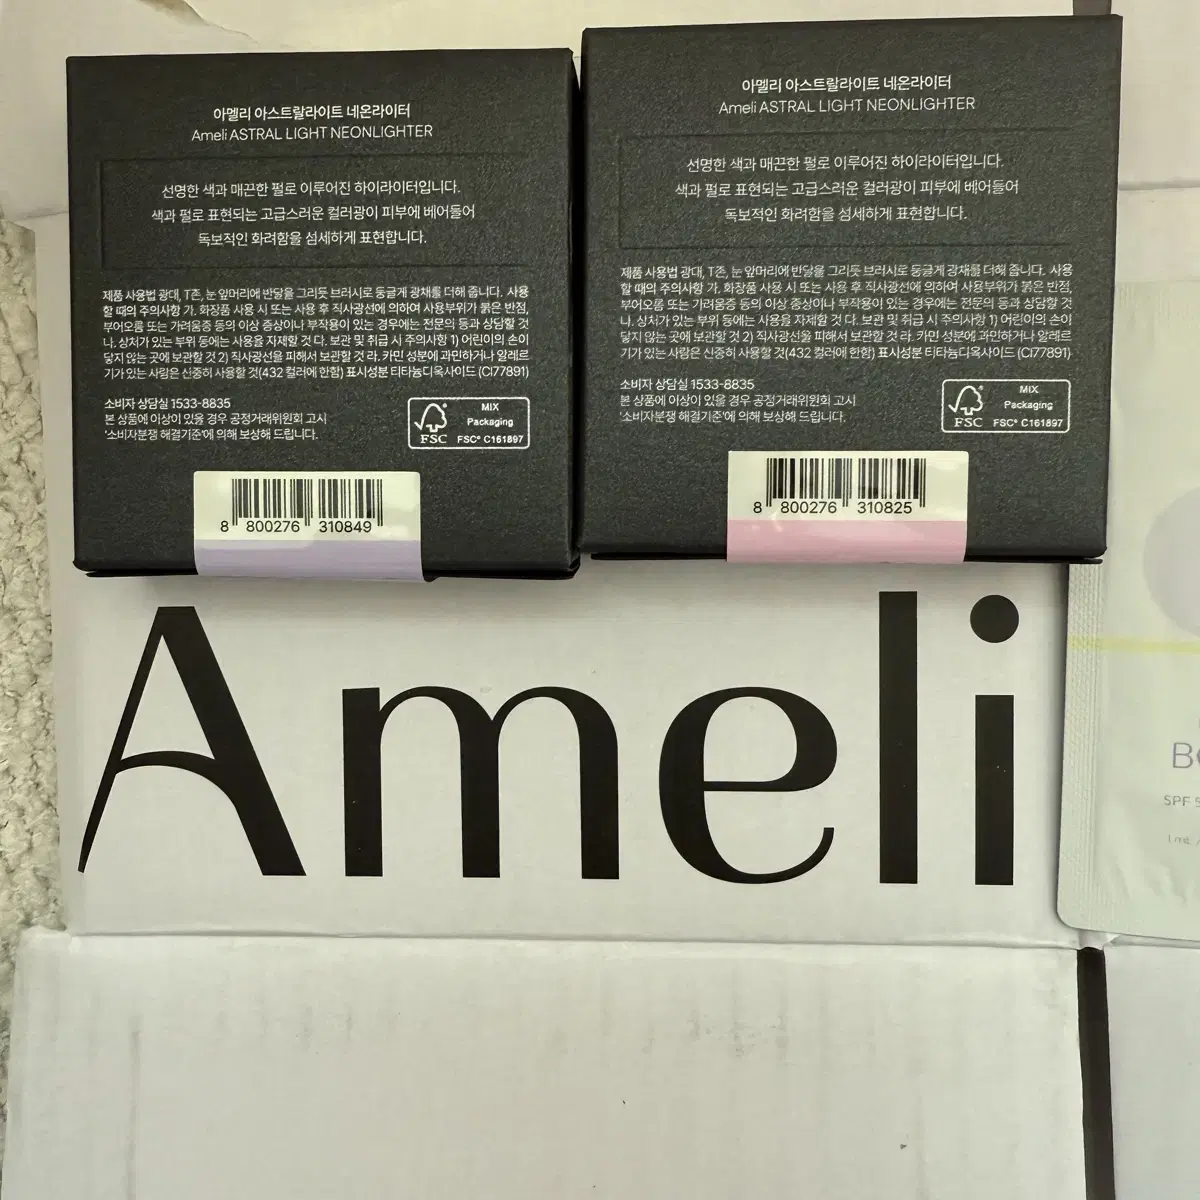 아멜리 아스트랄라이트 네온라이터
Ameli ASTRAL LIGHT NEONLIGHTER
선명한 색과 매끈한 펄로 이루어진 하이라이터입니다.
색과 펄로 표현되는 고급스러운 컬러광이 피부에 베어들어
독보적인 화려함을 섬세하게 표현합니다.
제품 사용법 광대, T존, 눈 앞머리에 반달을 그리듯 브러시로 둥글게 광채를 더해 줍니다. 사용
할 때의 주의사항 가. 화장품 사용 시 또는 사용 후 직사광선에 의하여 사용부위가 붉은 반점,
부어오름 또는 가려움증 등의 이상 증상이나 부작용이 있는 경우에는 전문의 등과 상담할 것
나. 상처가 있는 부위 등에는 사용을 자제할 것 다. 보관 및 취급 시 주의사항 1) 어린이의 손이
닿지 않는 곳에 보관할 것 2) 직사광선을 피해서 보관할 것 라. 카민 성분에 과민하거나 알레르
기가 있는 사람은 신중히 사용할 것(432 컬러에 한함) 표시성분 티타늄디옥사이드 (CI77891)
소비자 상담실 1533-8835
본 상품에 이상이 있을 경우 공정거래위원회 고시
'소비자분쟁 해결기준'에 의해 보상해 드립니다.
FSC
MIX
Packaging
FSC® C161897
8 800276 310849
아멜리 아스트랄라이트 네온라이터
Ameli ASTRAL LIGHT NEONLIGHTER
선명한 색과 매끈한 펄로 이루어진 하이라이터입니다.
색과 펄로 표현되는 고급스러운 컬러광이 피부에 베어들어
독보적인 화려함을 섬세하게 표현합니다.
제품 사용법 광대, T존, 눈 앞머리에 반달을 그리듯 브러시로 둥글게 광채를 더해 줍니다. 사용
할 때의 주의사항 가. 화장품 사용 시 또는 사용 후 직사광선에 의하여 사용부위가 붉은 반점,
부어오름 또는 가려움증 등의 이상 증상이나 부작용이 있는 경우에는 전문의 등과 상담할 것
나. 상처가 있는 부위 등에는 사용을 자제할 것 다. 보관 및 취급 시 주의사항 1) 어린이의 손이
닿지 않는 곳에 보관할 것 2) 직사광선을 피해서 보관할 것 라. 카민 성분에 과민하거나 알레르
기가 있는 사람은 신중히 사용할 것(432 컬러에 한함) 표시성분 티타늄디옥사이드 (CI77891)
소비자 상담실 1533-8835
본 상품에 이상이 있을 경우 공정거래위원회 고시
'소비자분쟁 해결기준'에 의해 보상해 드립니다.
FSC
MIX
Packaging
FSC® C161897
8 800276 310825
Ameli
SPF